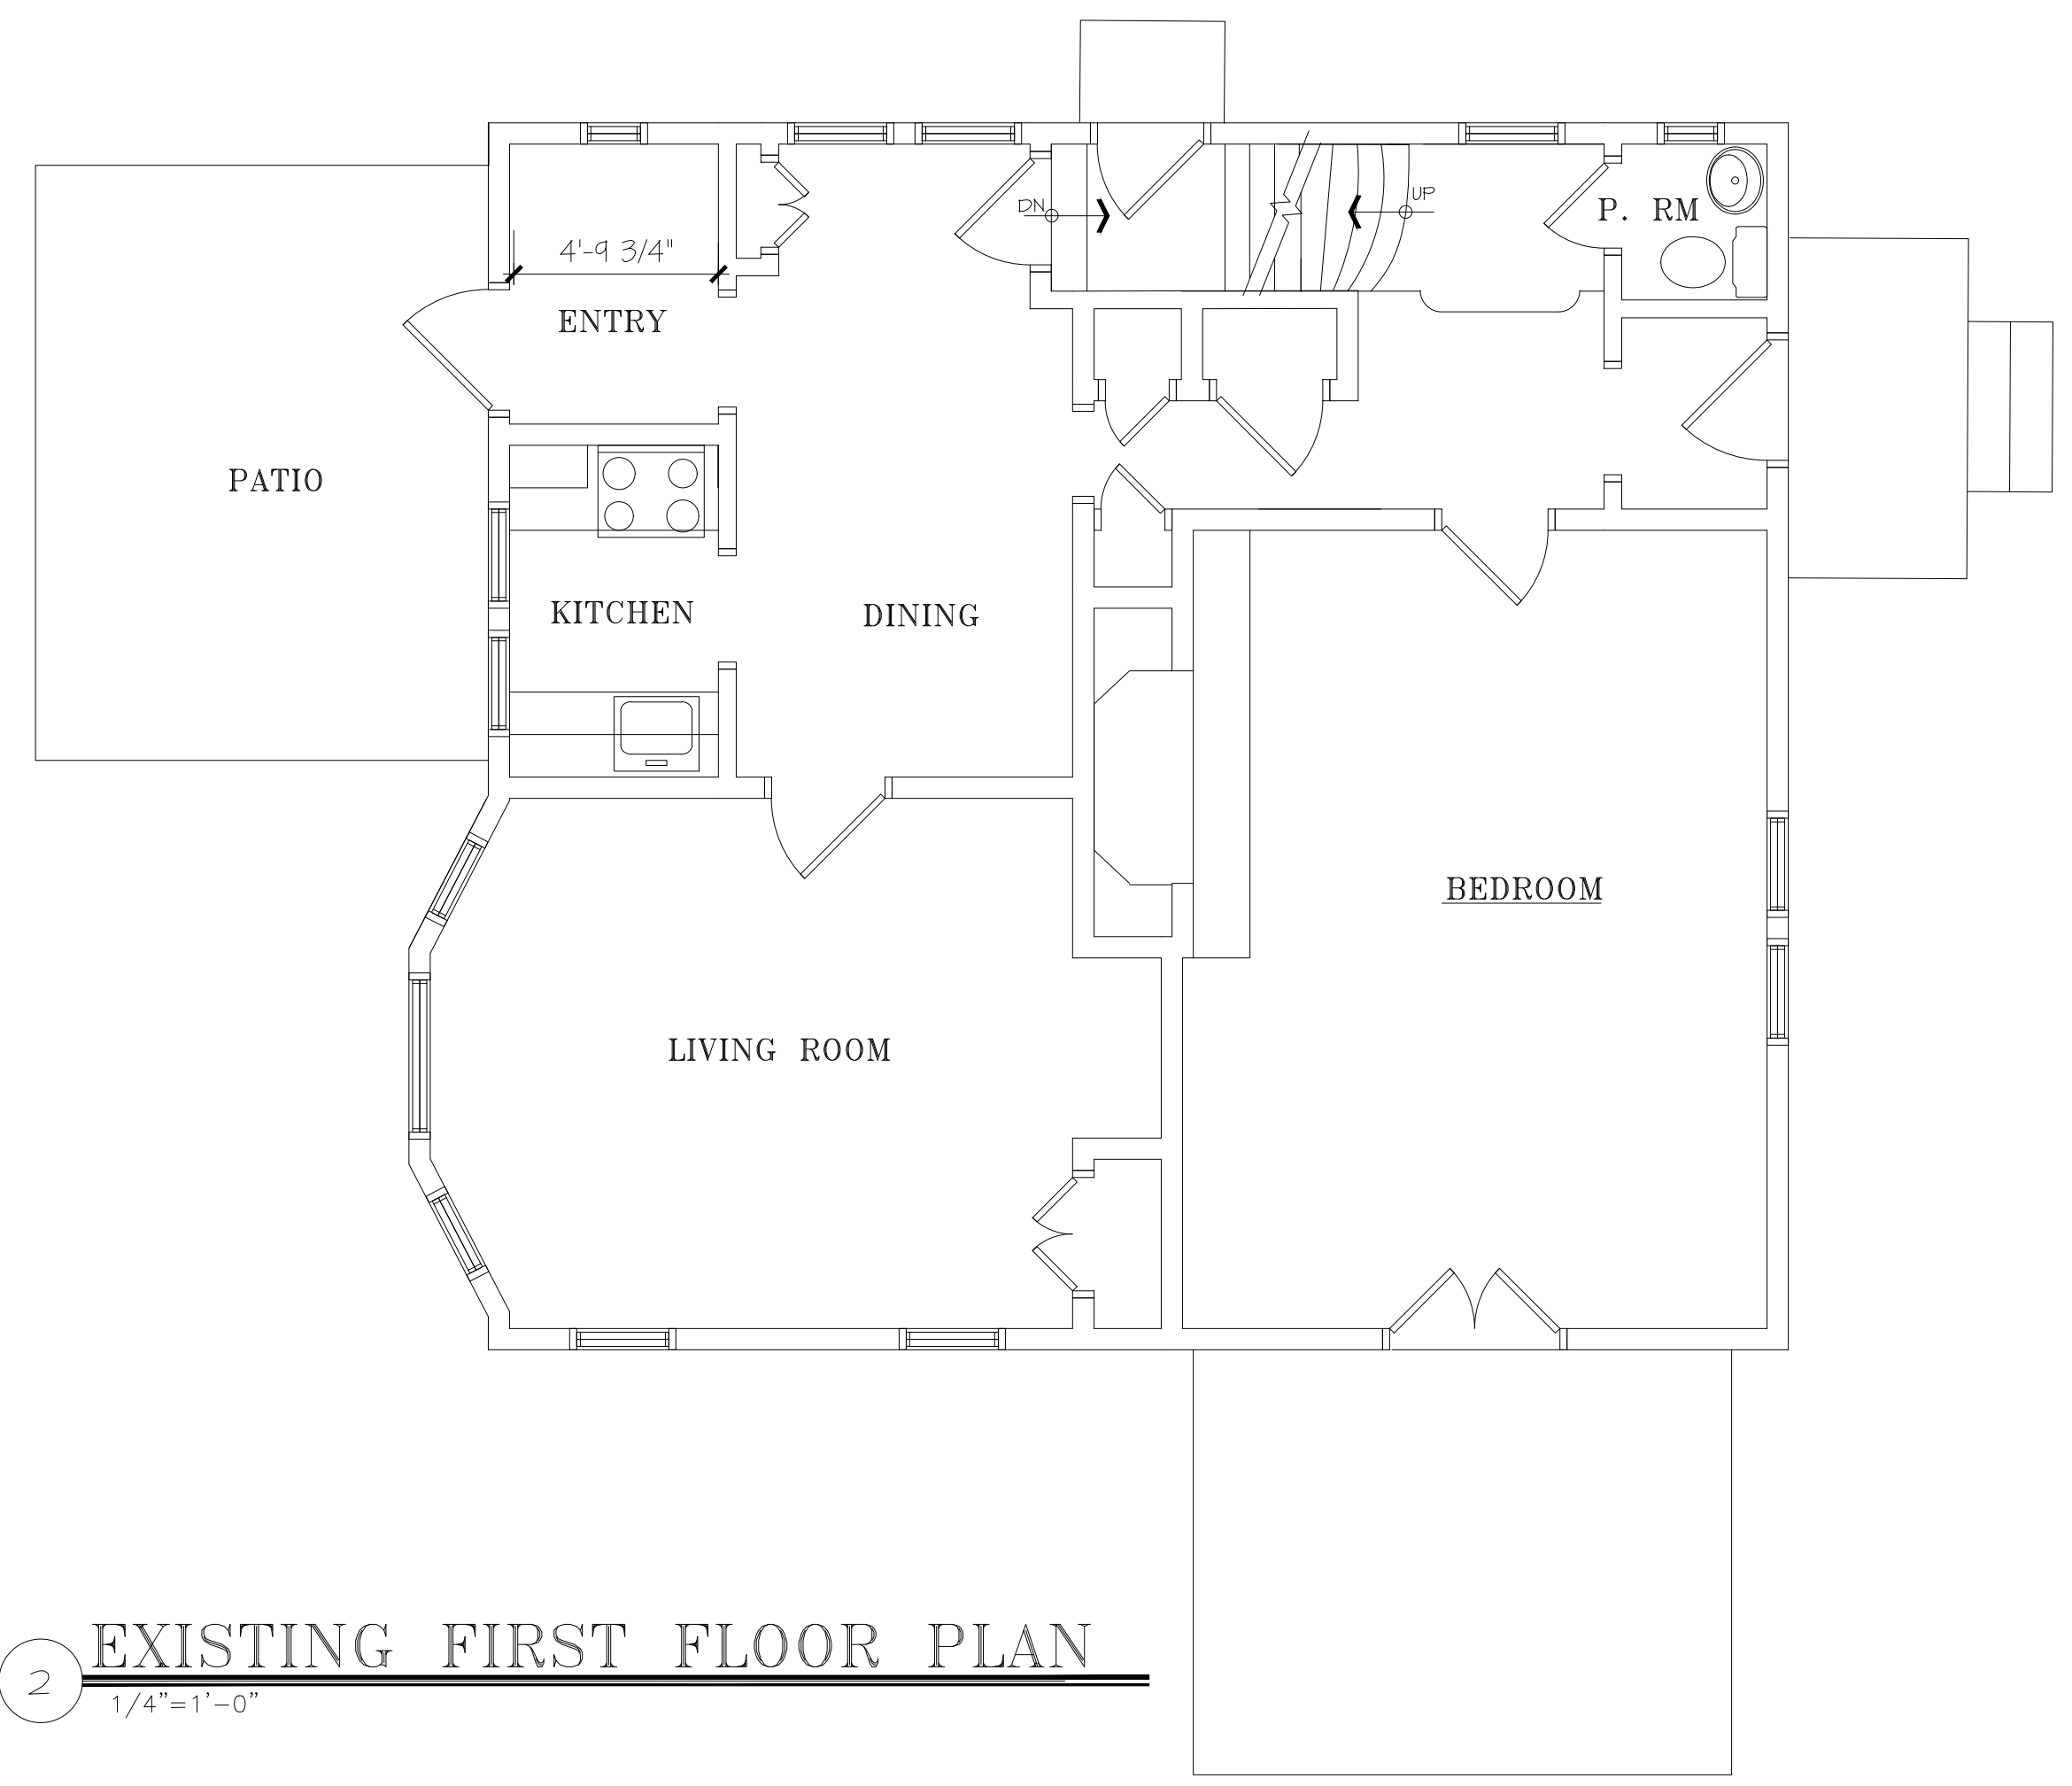 DN
UP
P. RM
4'-9 3/4"
ENTRY
PATIO
KITCHEN
DINING
BEDROOM
LIVING ROOM
2
EXISTING FIRST FLOOR PLAN
1/4"=1'-0"